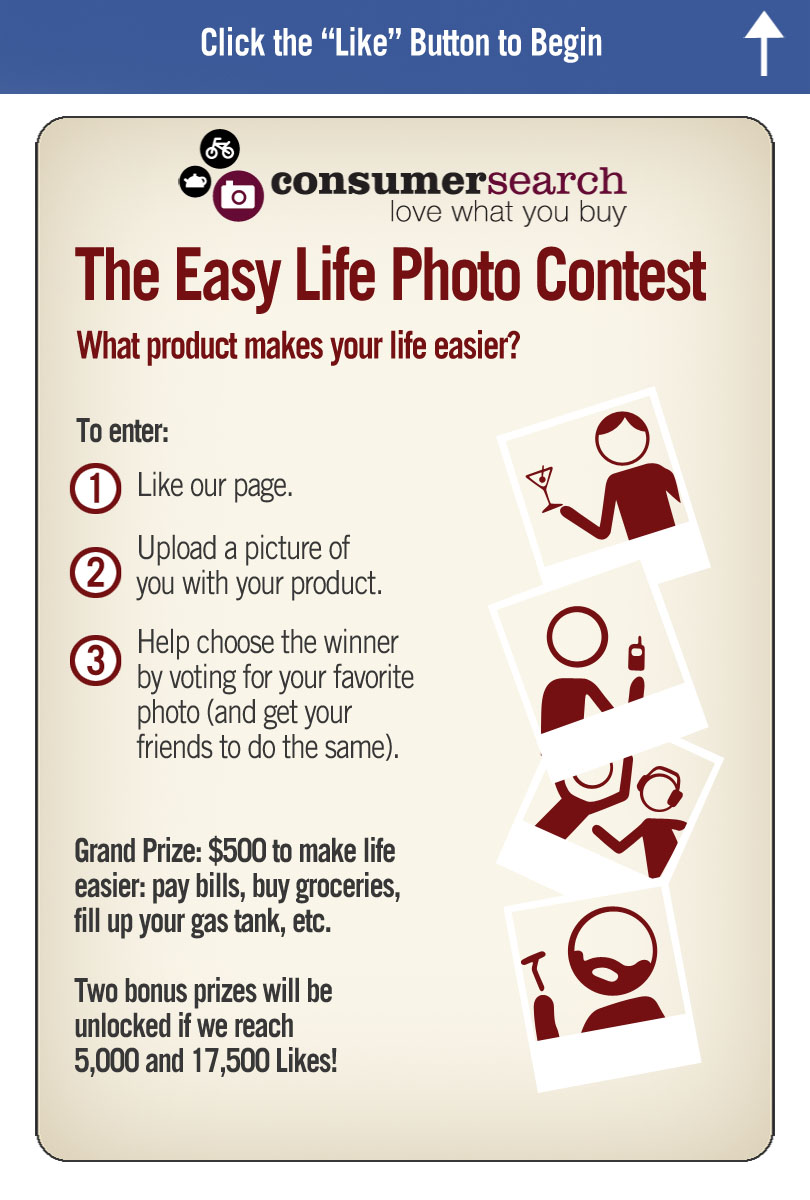 Click the “Like” Button to Begin
consumersearch
love what you buy
The Easy Life Photo Contest
What product makes your life easier?
To enter:
1 Like our page.
2 Upload a picture of
you with your product.
3 Help choose the winner
by voting for your favorite
photo (and get your
friends to do the same).
Grand Prize: $500 to make life
easier: pay bills, buy groceries,
fill up your gas tank, etc.
Two bonus prizes will be
unlocked if we reach
5,000 and 17,500 Likes!